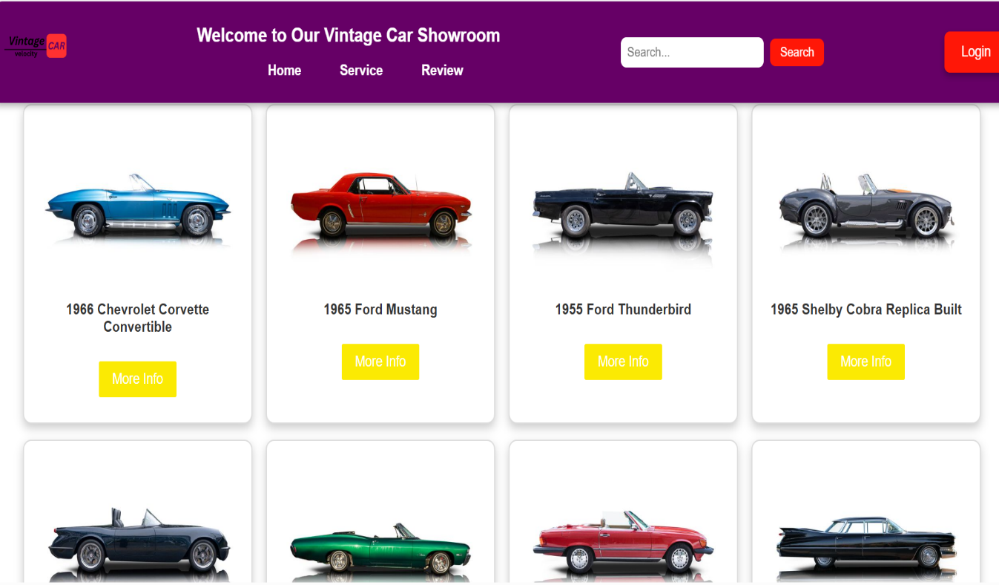 Vintage
CAR
velocity
Welcome to Our Vintage Car Showroom
Home Service Review
Search...
Search
Login
1966 Chevrolet Corvette
Convertible
More Info
1965 Ford Mustang
More Info
1955 Ford Thunderbird
More Info
1965 Shelby Cobra Replica Built
More Info